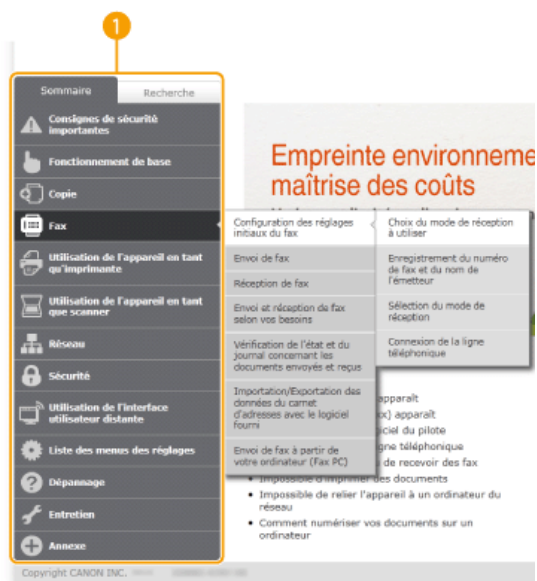 1
Sommaire
Recherche
Consignes de sécurité
importantes
Fonctionnement de base
Copie
Fax
Utilisation de l'appareil en tant
qu'imprimante
Utilisation de l'appareil en tant
que scanner
Réseau
Sécurité
Utilisation de l'interface
utilisateur distante
Liste des menus des réglages
Dépannage
Entretien
Annexe
Copyright CANON INC.
Configuration des réglages
initiaux du fax
Envoi de fax
Réception de fax
Envoi et réception de fax
selon vos besoins
Vérification de l'état et du
journal concernant les
documents envoyés et reçus
Importation/Exportation des
données du carnet
d'adresses avec le logiciel
fourni
Envoi de fax à partir de
votre ordinateur (Fax PC)
Choix du mode de réception
à utiliser
Enregistrement du numéro
de fax et du nom de
l'émetteur
Sélection du mode de
réception
Connexion de la ligne
téléphonique
Empreinte environneme
maîtrise des coûts
apparaît
xx) apparaît
iciel du pilote
gne téléphonique
de recevoir des fax
• Impossible d'imprimer des documents
• Impossible de relier l'appareil à un ordinateur du
réseau
• Comment numériser vos documents sur un
ordinateur